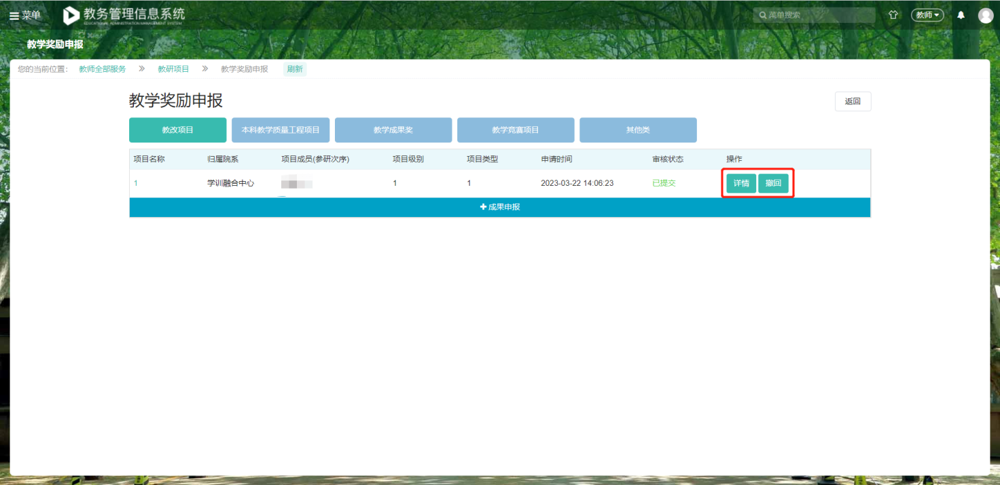 菜单
教务管理信息系统
EDUCATIONAL ADMINISTRATION MANAGEMENT SYSTEM
菜单搜索
教师
教学奖励申报
您的当前位置： 教师全部服务 教研项目 教学奖励申报 刷新
教学奖励申报
返回
教改项目 本科教学质量工程项目 教学成果奖 教学竞赛项目 其他类
项目名称 归属院系 项目成员(参研次序) 项目级别 项目类型 申请时间 审核状态 操作
1 学训融合中心 1 1 2023-03-22 14:06:23 已提交 详情 撤回
成果申报